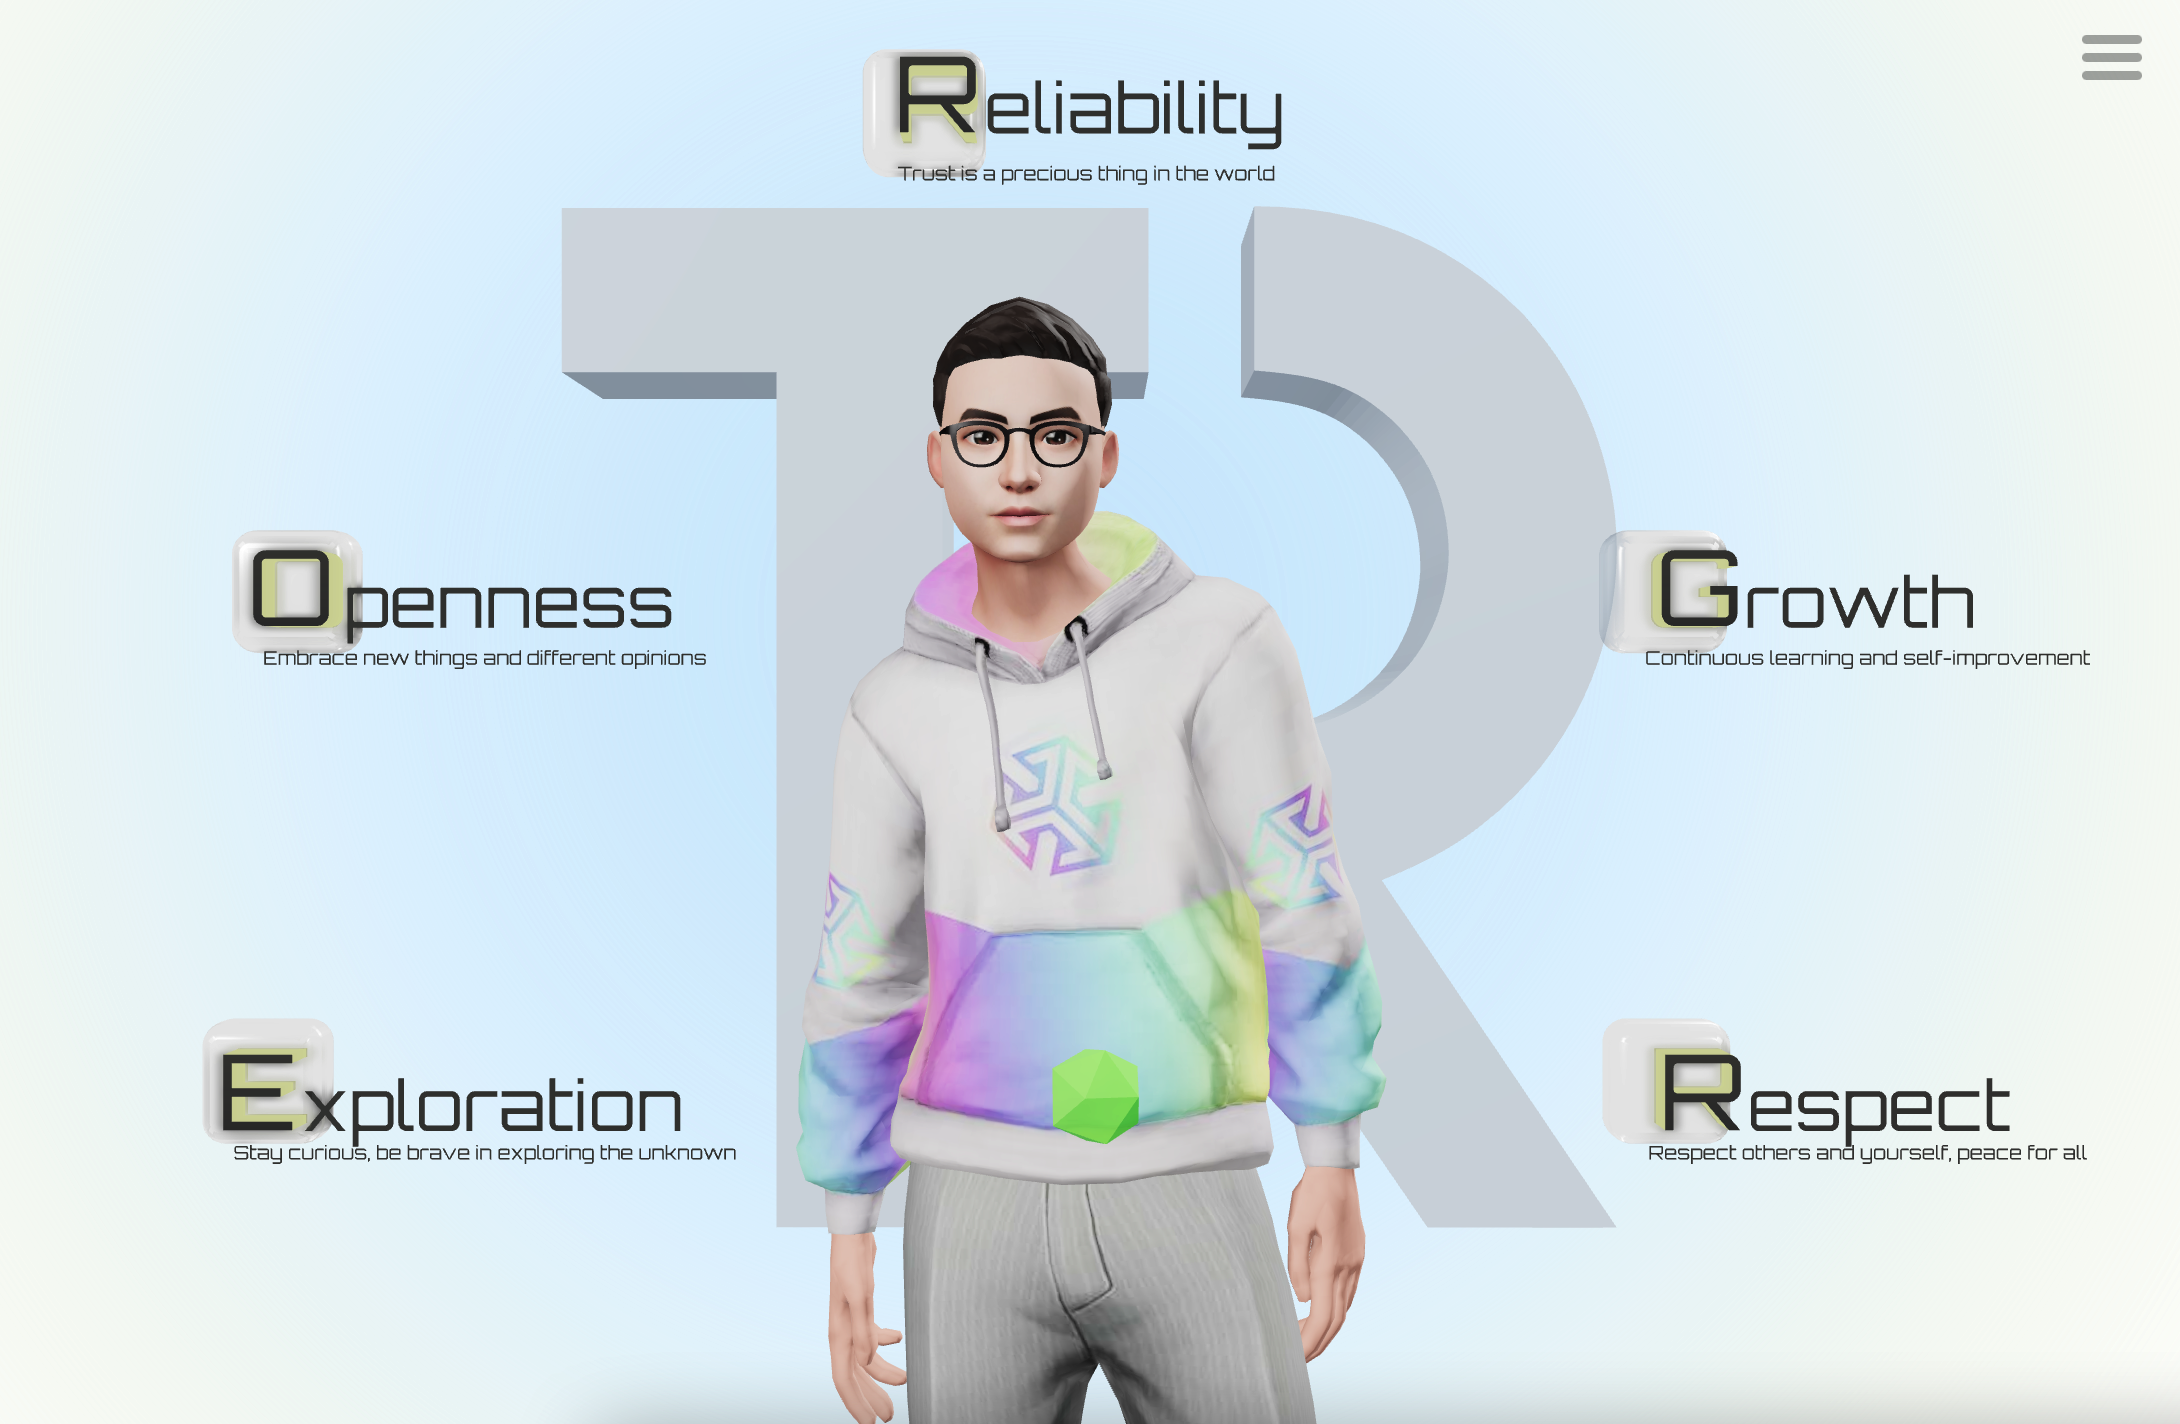 Reliability
Trust is a precious thing in the world
TR
Openness
Embrace new things and different opinions
Growth
Continuous learning and self-improvement
Exploration
Stay curious, be brave in exploring the unknown
Respect
Respect others and yourself, peace for all